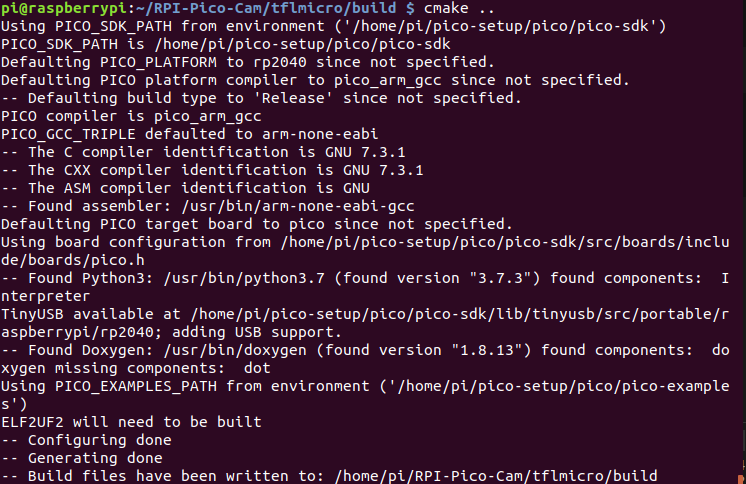 pi@raspberrypi:~/RPI-Pico-Cam/tflmicro/build $ cmake ..
Using PICO_SDK_PATH from environment ('/home/pi/pico-setup/pico/pico-sdk')
PICO_SDK_PATH is /home/pi/pico-setup/pico/pico-sdk
Defaulting PICO_PLATFORM to rp2040 since not specified.
Defaulting PICO platform compiler to pico_arm_gcc since not specified.
-- Defaulting build type to 'Release' since not specified.
PICO compiler is pico_arm_gcc
PICO_GCC_TRIPLE defaulted to arm-none-eabi
-- The C compiler identification is GNU 7.3.1
-- The CXX compiler identification is GNU 7.3.1
-- The ASM compiler identification is GNU
-- Found assembler: /usr/bin/arm-none-eabi-gcc
Defaulting PICO target board to pico since not specified.
Using board configuration from /home/pi/pico-setup/pico/pico-sdk/src/boards/inclu
de/boards/pico.h
-- Found Python3: /usr/bin/python3.7 (found version "3.7.3") found components:  I
nterpreter
TinyUSB available at /home/pi/pico-setup/pico/pico-sdk/lib/tinyusb/src/portable/r
aspberrypi/rp2040; adding USB support.
-- Found Doxygen: /usr/bin/doxygen (found version "1.8.13") found components:  do
xygen missing components:  dot
Using PICO_EXAMPLES_PATH from environment ('/home/pi/pico-setup/pico/pico-example
s')
ELF2UF2 will need to be built
-- Configuring done
-- Generating done
-- Build files have been written to: /home/pi/RPI-Pico-Cam/tflmicro/build